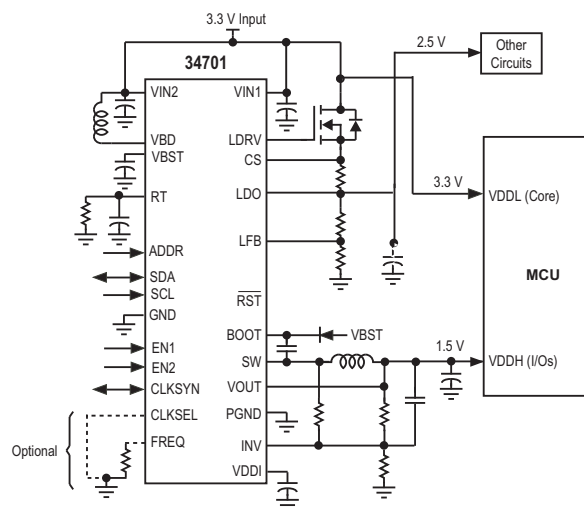 3.3 V Input
34701
2.5 V
Other
Circuits
VIN2
VIN1
VBD
LDRV
VBST
CS
RT
LDO
3.3 V
VDDL (Core)
ADDR
LFB
SDA
SCL
RST
MCU
GND
BOOT
VBST
EN1
SW
1.5 V
VDDH (I/Os)
EN2
VOUT
CLKSYN
CLKSEL
PGND
Optional
FREQ
INV
VDDI